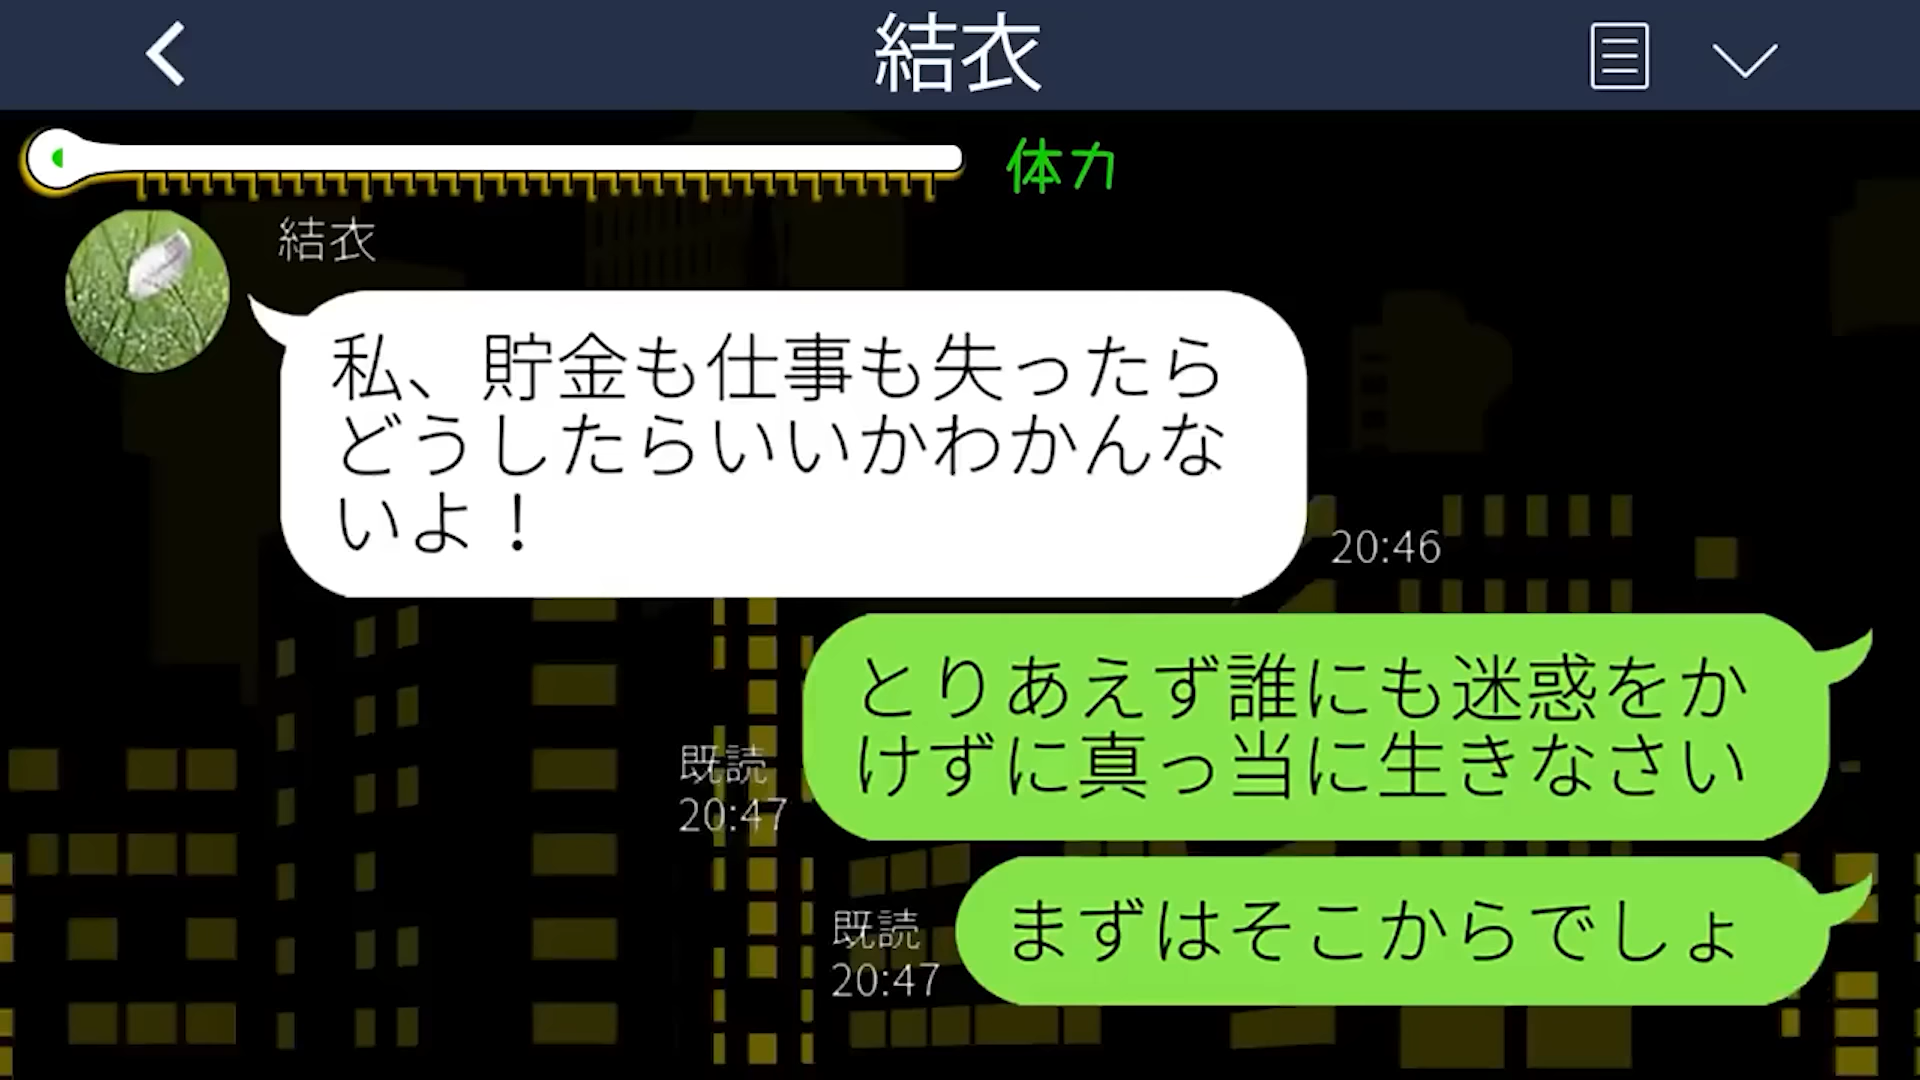 結衣
体力
結衣
私、貯金も仕事も失ったら
どうしたらいいかわかんな
いよ！
20:46
とりあえず誰にも迷惑をか
けずに真っ当に生きなさい
既読
20:47
まずはそこからでしょ
既読
20:47